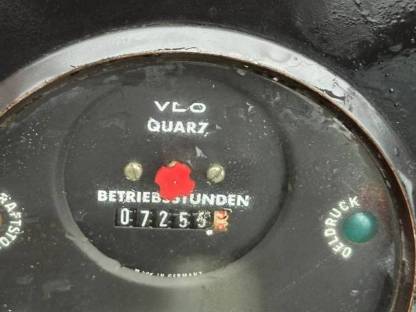 VDO
QUARZ
BETRIEBSSTUNDEN
0725
OELDRUCK